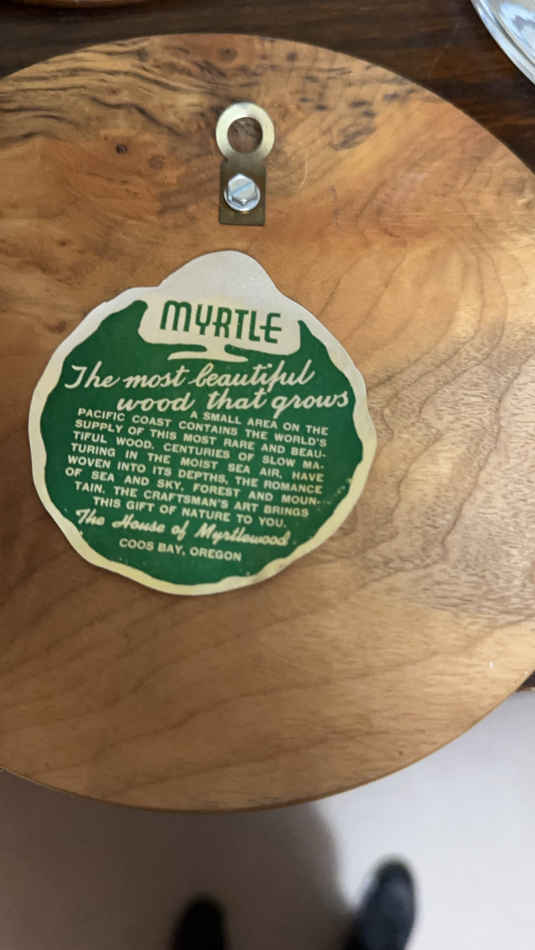 MYRTLE
The most beautiful
wood that grows
A SMALL AREA ON THE
PACIFIC COAST CONTAINS THE WORLD'S
SUPPLY OF THIS MOST RARE AND BEAU-
TIFUL WOOD. CENTURIES OF SLOW MA-
TURING IN THE MOIST SEA AIR, HAVE
WOVEN INTO ITS DEPTHS, THE ROMANCE
OF SEA AND SKY, FOREST AND MOUN-
TAIN. THE CRAFTSMAN'S ART BRINGS
THIS GIFT OF NATURE TO YOU.
The House of Myrtlewood
COOS BAY, OREGON